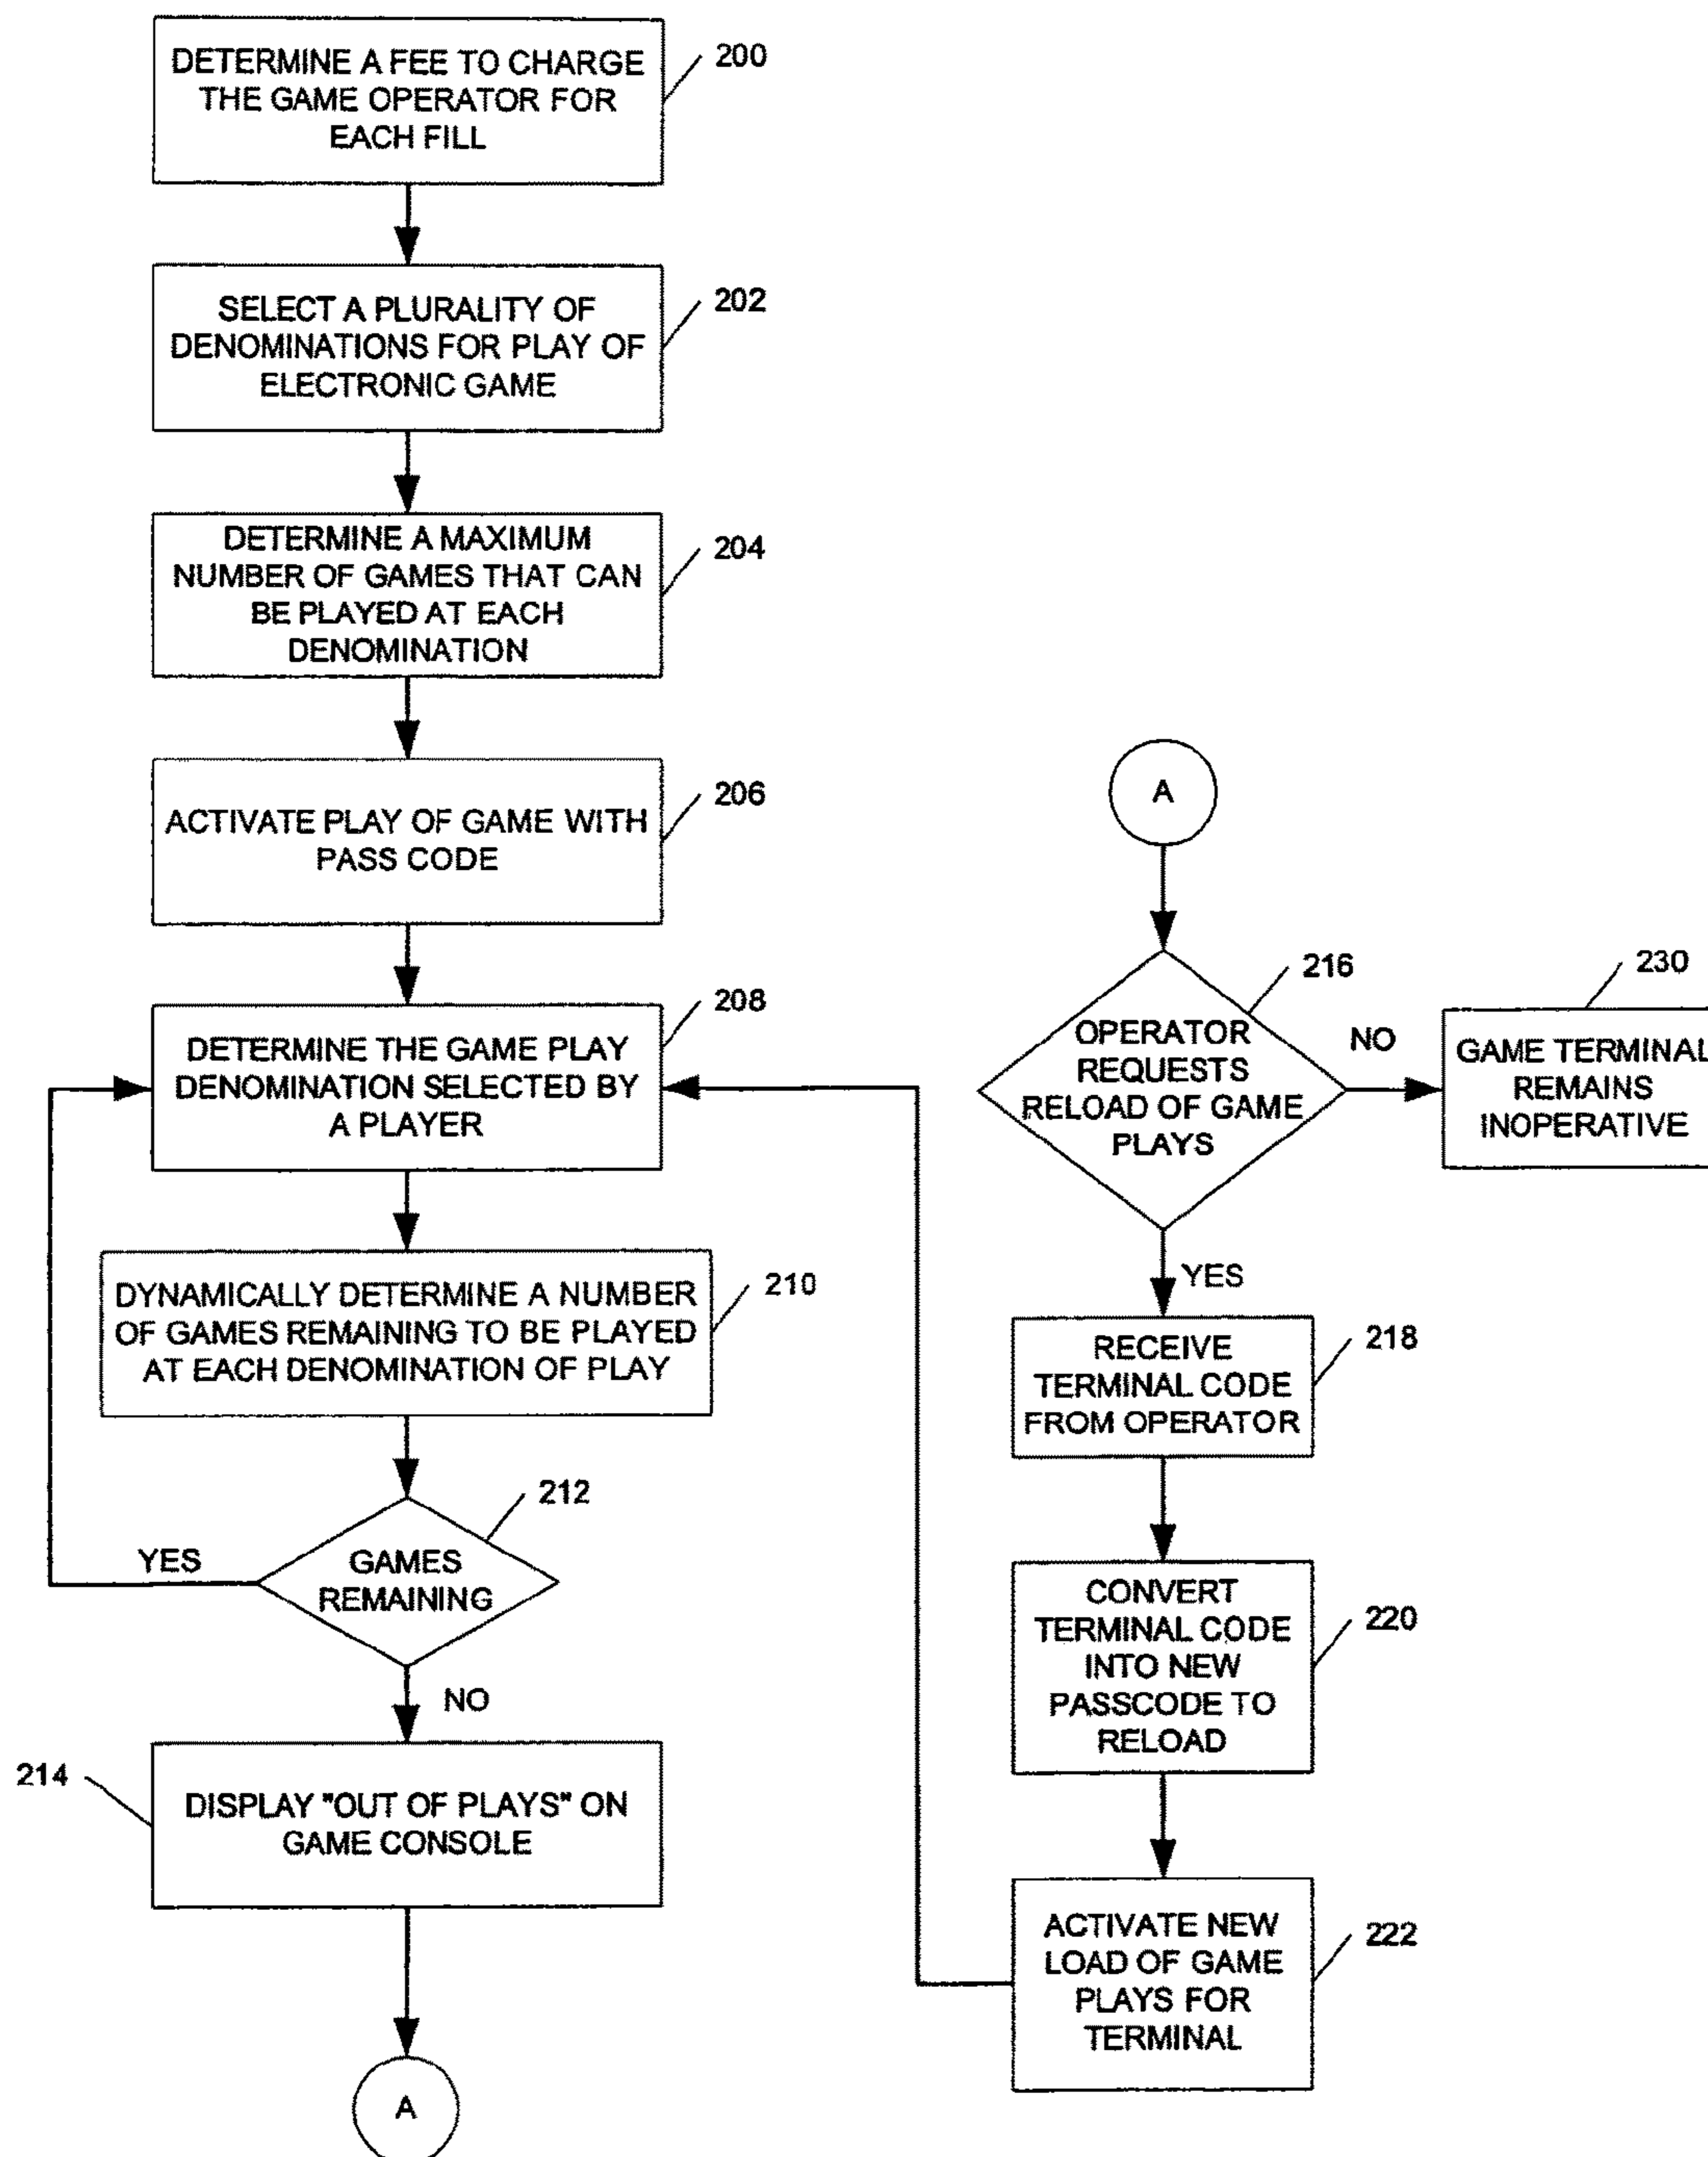 DETERMINE A FEE TO CHARGE
THE GAME OPERATOR FOR
EACH FILL
200
SELECT A PLURALITY OF
DENOMINATIONS FOR PLAY OF
ELECTRONIC GAME
202
DETERMINE A MAXIMUM
NUMBER OF GAMES THAT CAN
BE PLAYED AT EACH
DENOMINATION
204
ACTIVATE PLAY OF GAME WITH
PASS CODE
206
DETERMINE THE GAME PLAY
DENOMINATION SELECTED BY
A PLAYER
208
DYNAMICALLY DETERMINE A NUMBER
OF GAMES REMAINING TO BE PLAYED
AT EACH DENOMINATION OF PLAY
210
GAMES
REMAINING
212
YES
NO
214
DISPLAY "OUT OF PLAYS" ON
GAME CONSOLE
A
A
OPERATOR
REQUESTS
RELOAD OF GAME
PLAYS
216
NO
GAME TERMINAL
REMAINS
INOPERATIVE
230
YES
RECEIVE
TERMINAL CODE
FROM OPERATOR
218
CONVERT
TERMINAL CODE
INTO NEW
PASSCODE TO
RELOAD
220
ACTIVATE NEW
LOAD OF GAME
PLAYS FOR
TERMINAL
222